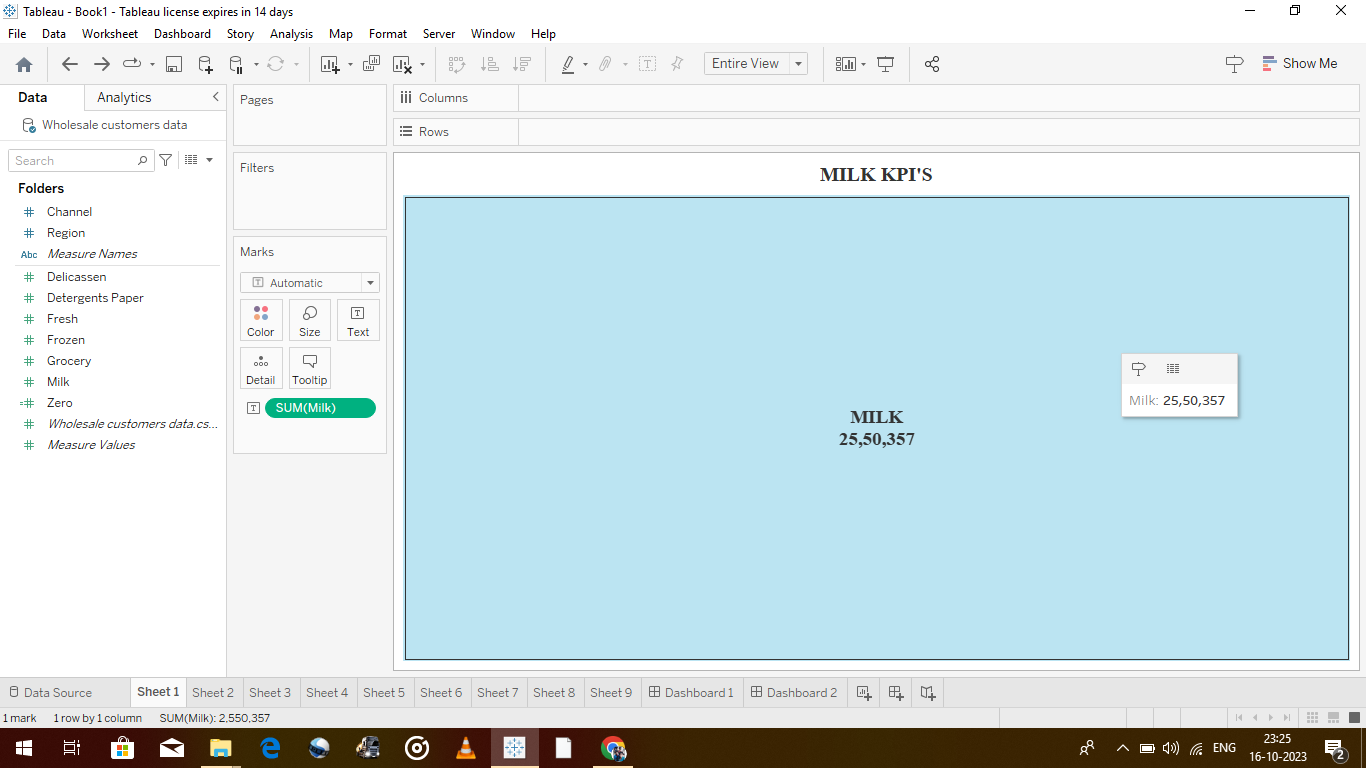 Tableau - Book1 - Tableau license expires in 14 days
File Data Worksheet Dashboard Story Analysis Map Format Server Window Help
Entire View
Show Me
Data Analytics
Wholesale customers data
Search
Folders
# Channel
# Region
Abc Measure Names
# Delicassen
# Detergents Paper
# Fresh
# Frozen
# Grocery
# Milk
=# Zero
# Wholesale customers data.cs...
# Measure Values
Pages
Filters
Marks
T Automatic
Color Size Text
Detail Tooltip
T SUM(Milk)
Columns
Rows
MILK KPI'S
MILK
25,50,357
Milk: 25,50,357
Data Source Sheet 1 Sheet 2 Sheet 3 Sheet 4 Sheet 5 Sheet 6 Sheet 7 Sheet 8 Sheet 9 Dashboard 1 Dashboard 2
1 mark 1 row by 1 column SUM(Milk): 2,550,357
ENG
23:25
16-10-2023
2